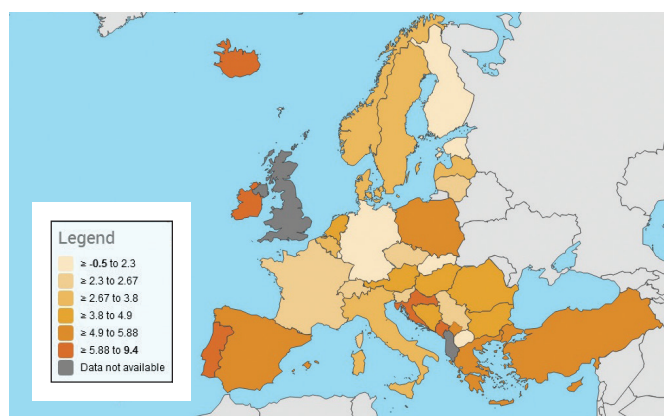 Legend
≥ -0.5 to 2.3
≥ 2.3 to 2.67
≥ 2.67 to 3.8
≥ 3.8 to 4.9
≥ 4.9 to 5.88
≥ 5.88 to 9.4
Data not available